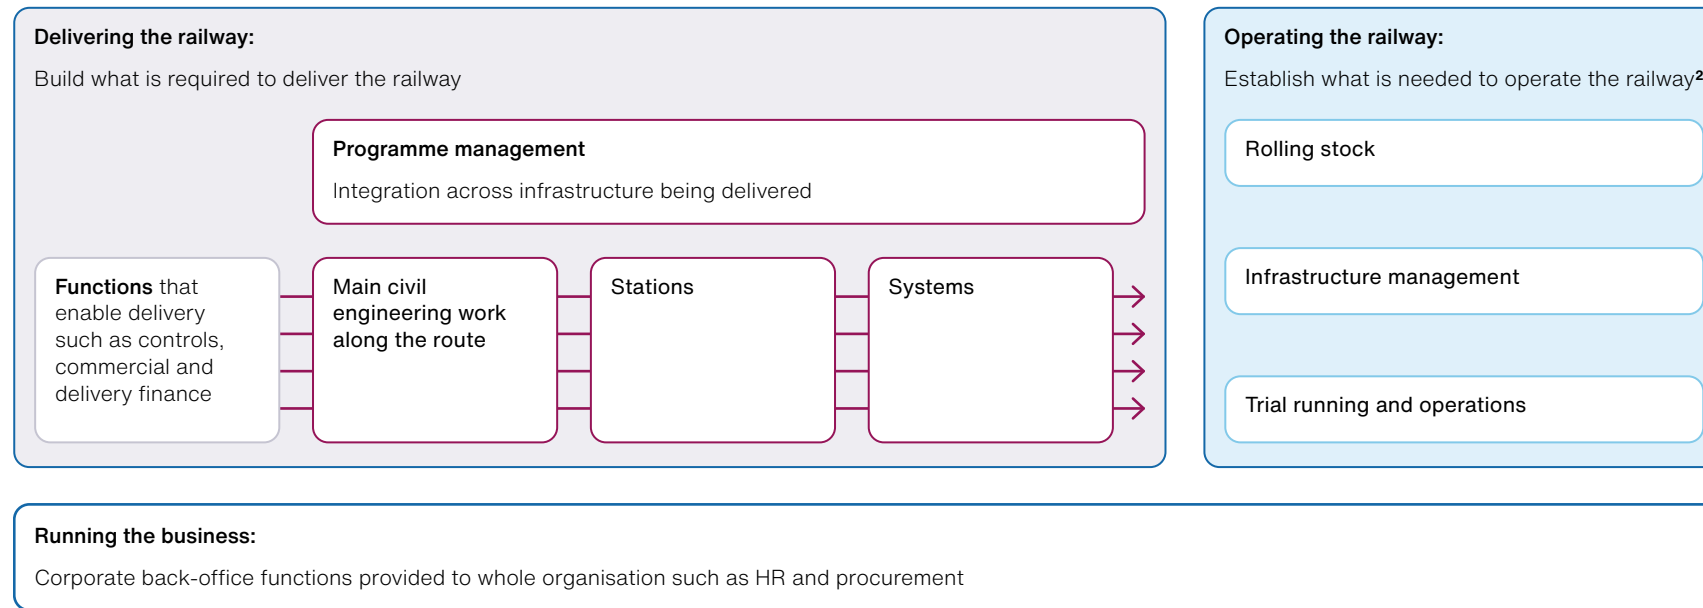 Delivering the railway:
Build what is required to deliver the railway
Programme management
Integration across infrastructure being delivered
Functions that
enable delivery
such as controls,
commercial and
delivery finance
Main civil
engineering work
along the route
Stations
Systems
Operating the railway:
Establish what is needed to operate the railway²
Rolling stock
Infrastructure management
Trial running and operations
Running the business:
Corporate back-office functions provided to whole organisation such as HR and procurement